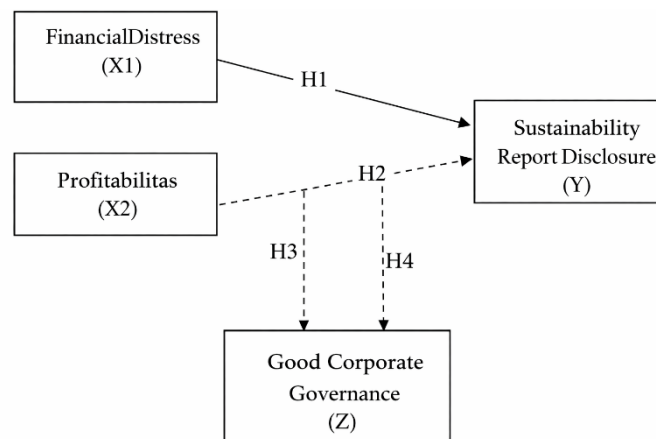 FinancialDistress
(X1)
H1
Sustainability
Report Disclosure
(Y)
Profitabilitas
(X2)
H2
H3
H4
Good Corporate
Governance
(Z)